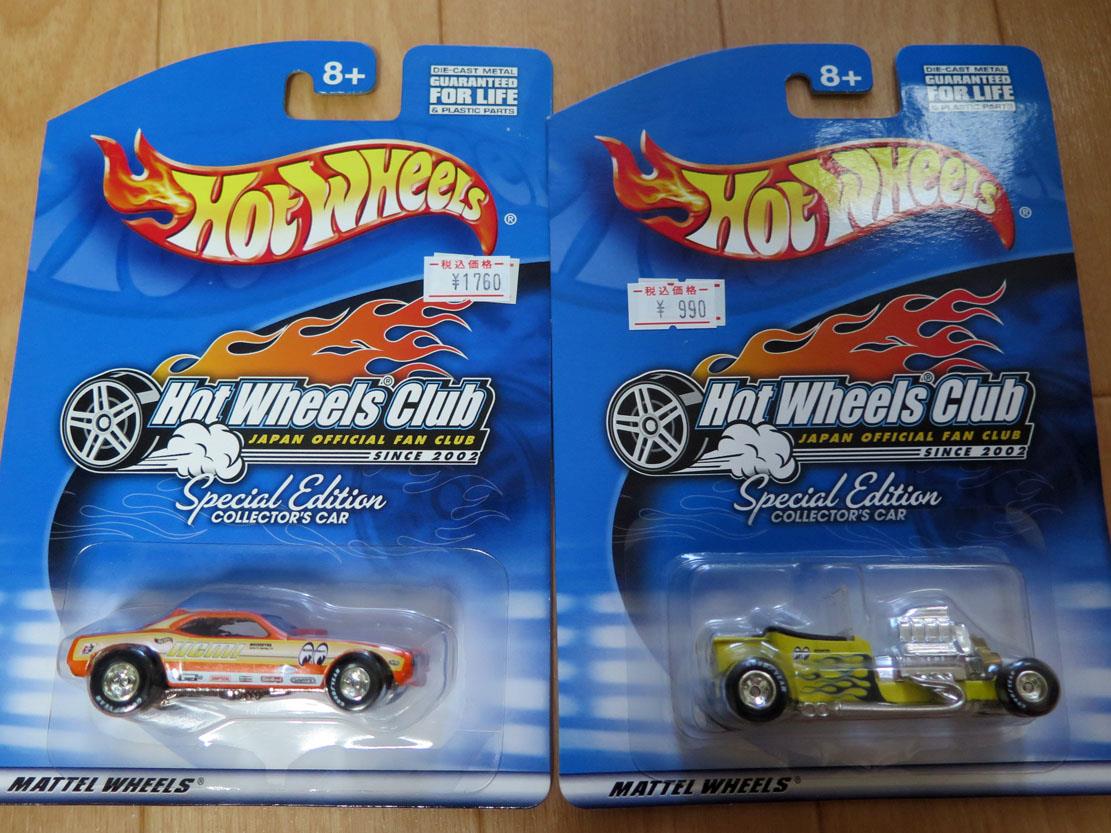 8+
DIE-CAST METAL
GUARANTEED
FOR LIFE
& PLASTIC PARTS
HOT WHEELS®
税込価格
¥1760
Hot Wheels® Club
JAPAN OFFICIAL FAN CLUB
SINCE 2002
Special Edition
COLLECTOR'S CAR
MATTEL WHEELS®
8+
DIE-CAST METAL
GUARANTEED
FOR LIFE
& PLASTIC PARTS
HOT WHEELS®
税込価格
¥ 990
Hot Wheels® Club
JAPAN OFFICIAL FAN CLUB
SINCE 2002
Special Edition
COLLECTOR'S CAR
MATTEL WHEELS®